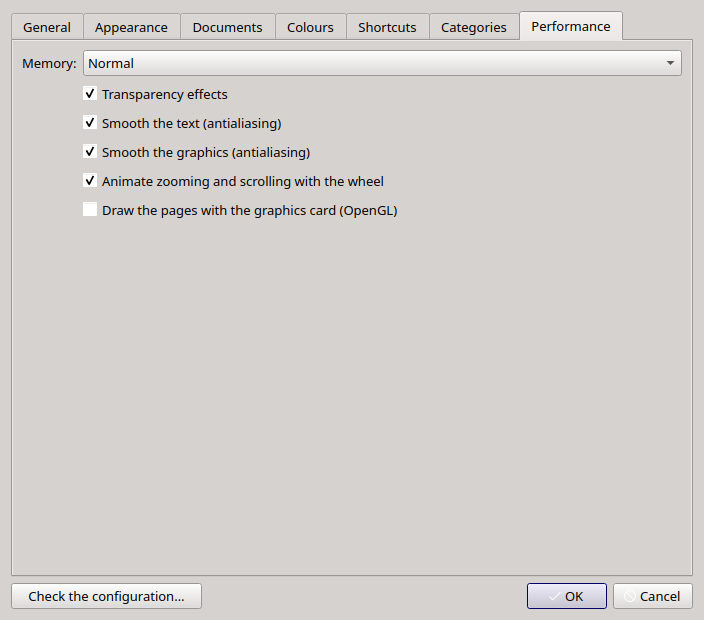 General Appearance Documents Colours Shortcuts Categories Performance
Memory: Normal
Transparency effects
Smooth the text (antialiasing)
Smooth the graphics (antialiasing)
Animate zooming and scrolling with the wheel
Draw the pages with the graphics card (OpenGL)
Check the configuration... OK Cancel